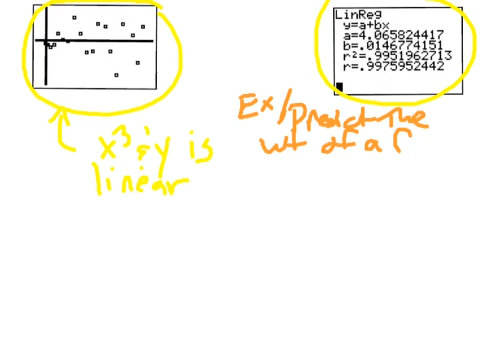 LinReg
y=a+bx
a=4.065824417
b=.0146774151
r²=.9951962713
r=.9975952442
Ex/ Predict the
wt of a
x³ & y is
linear